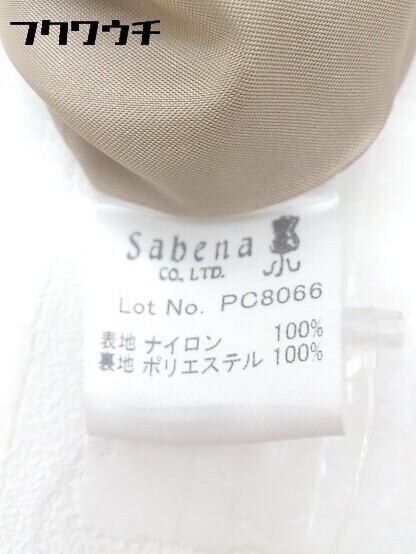 フクワウチ
Sabena
CO., LTD.
Lot No. PC8066
表地 ナイロン 100%
裏地 ポリエステル 100%